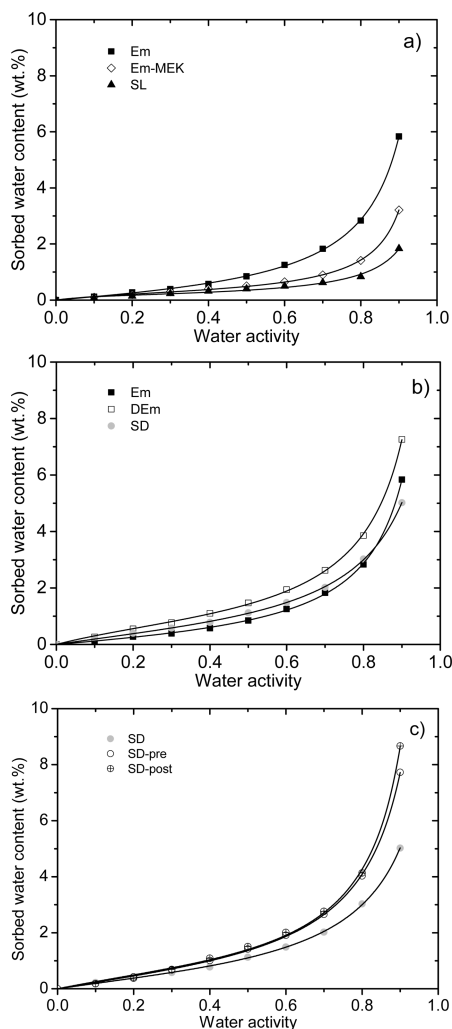 a)
10
8
6
4
2
0
Sorbed water content (wt.%)
Em
Em-MEK
SL
0.0 0.2 0.4 0.6 0.8 1.0
Water activity
b)
10
8
6
4
2
0
Sorbed water content (wt.%)
Em
DEm
SD
0.0 0.2 0.4 0.6 0.8 1.0
Water activity
c)
10
8
6
4
2
0
Sorbed water content (wt.%)
SD
SD-pre
SD-post
0.0 0.2 0.4 0.6 0.8 1.0
Water activity